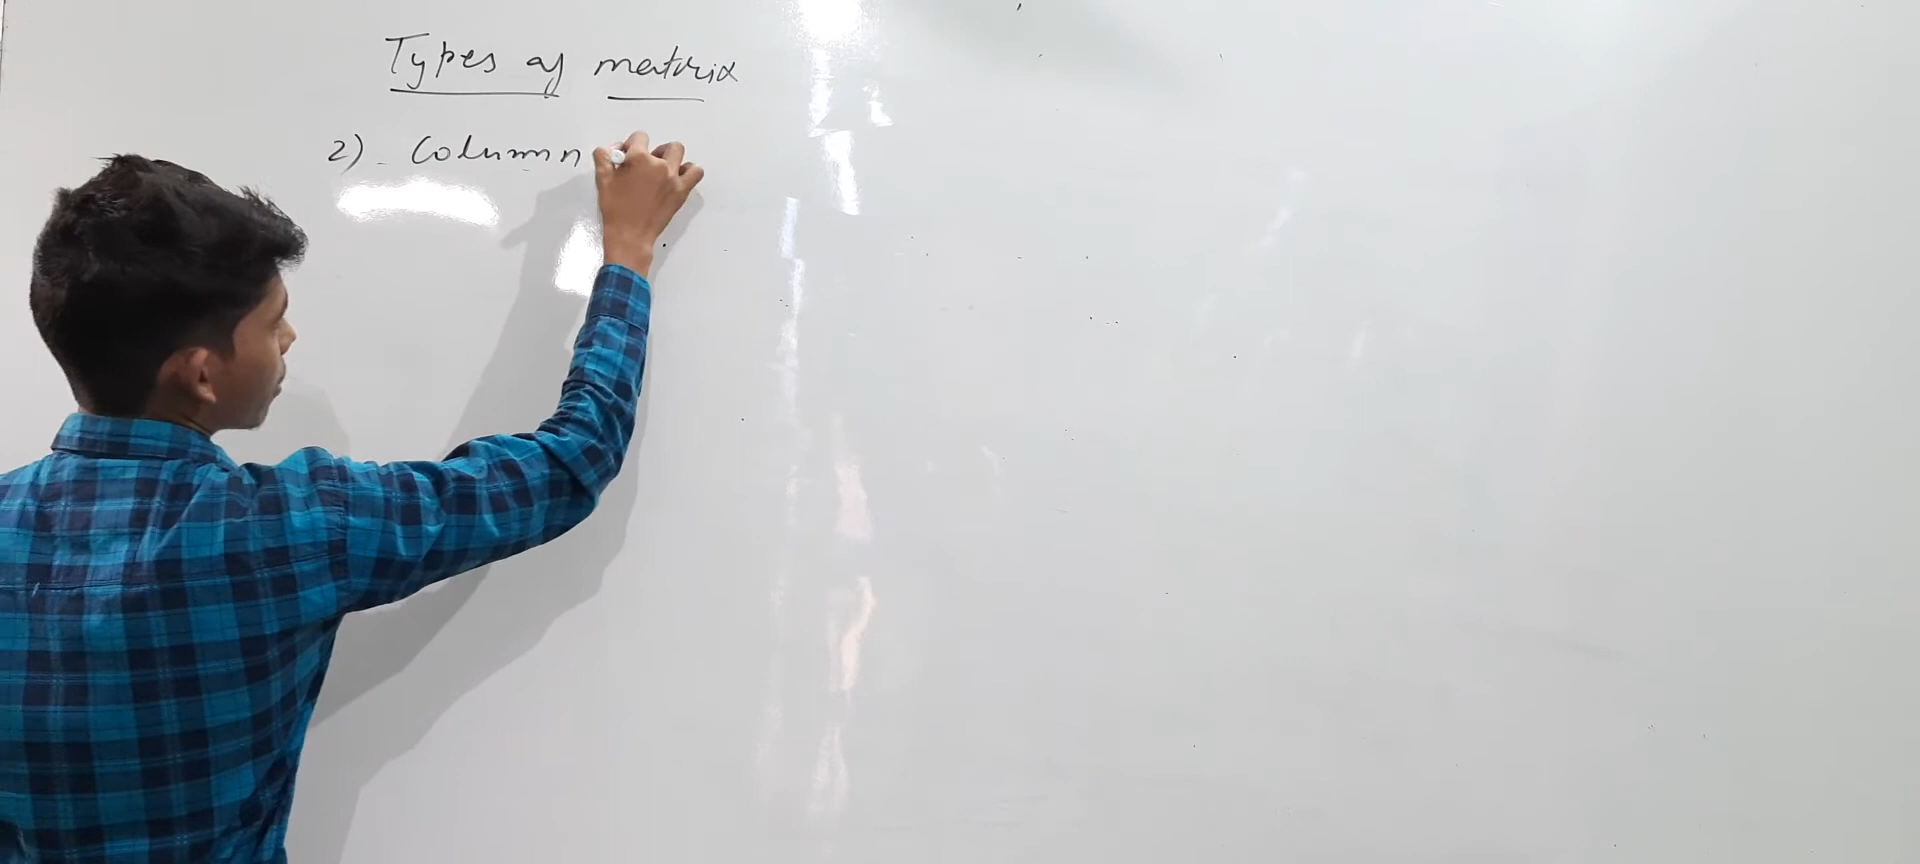 Types of matrix
2) - Column